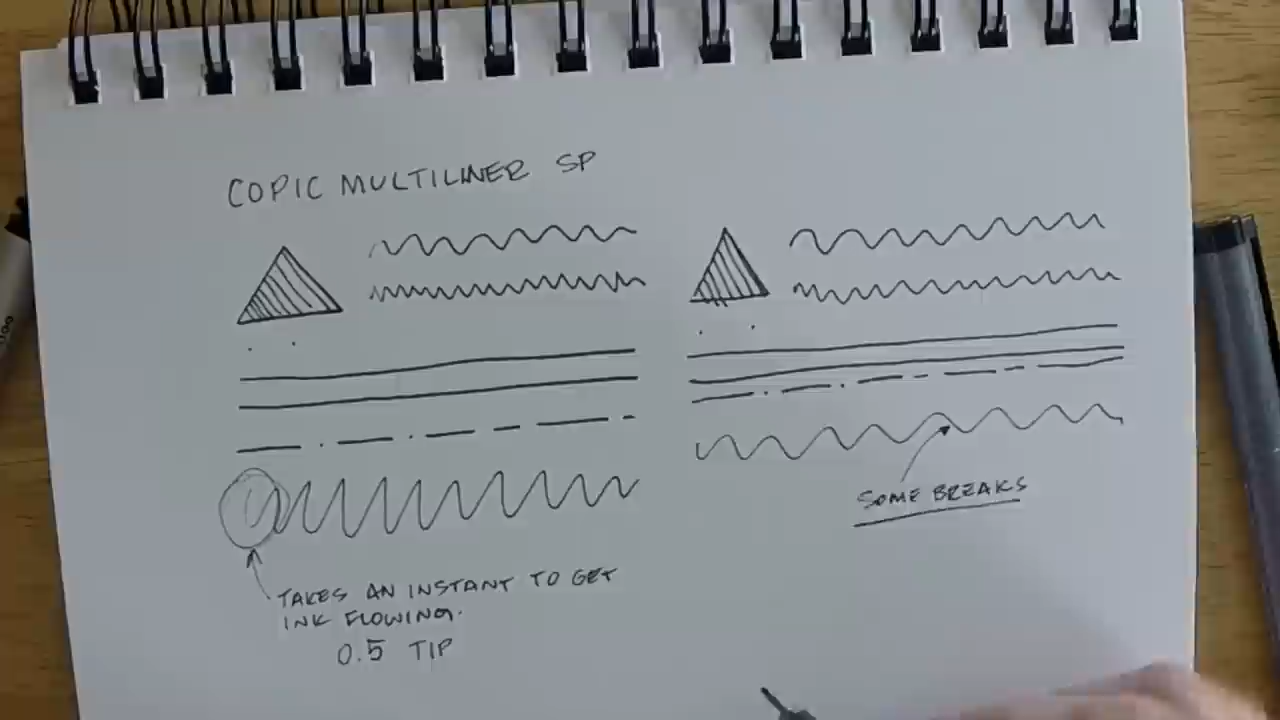 COPIC MULTILINER SP
SOME BREAKS
TAKES AN INSTANT TO GET
INK FLOWING.
0.5 TIP